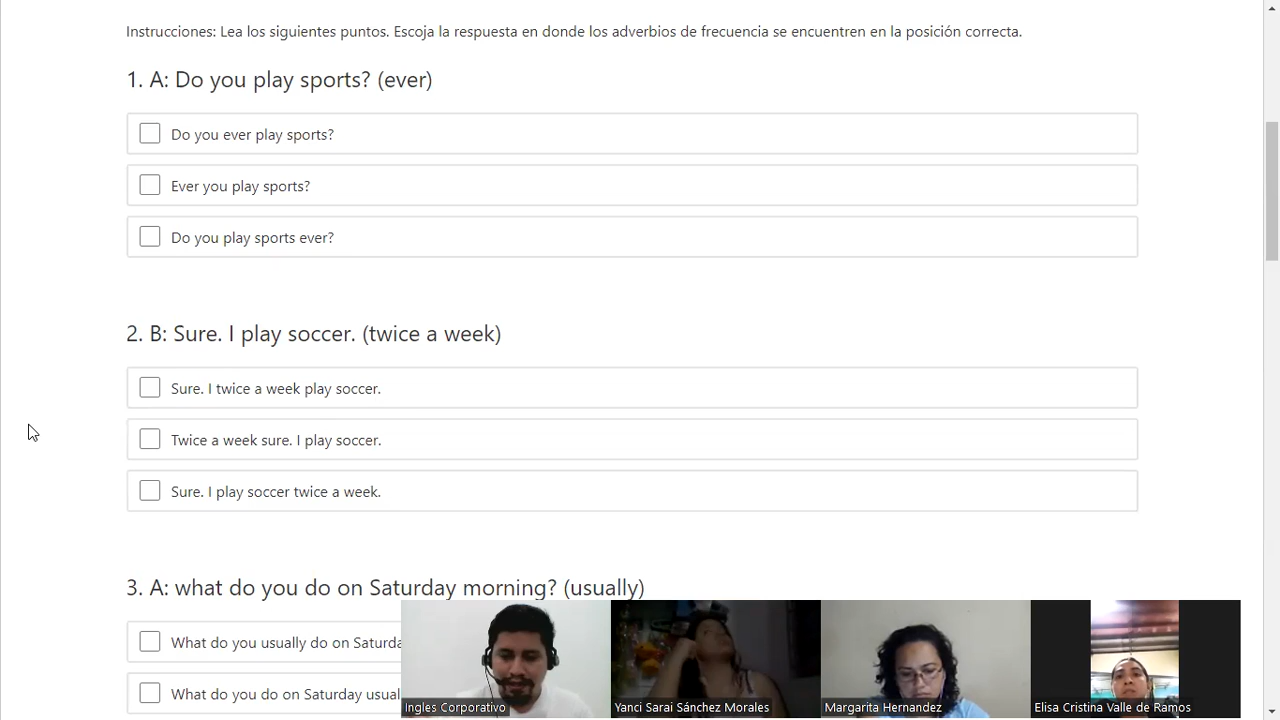 Instrucciones: Lea los siguientes puntos. Escoja la respuesta en donde los adverbios de frecuencia se encuentren en la posición correcta.
1. A: Do you play sports? (ever)
Do you ever play sports?
Ever you play sports?
Do you play sports ever?
2. B: Sure. I play soccer. (twice a week)
Sure. I twice a week play soccer.
Twice a week sure. I play soccer.
Sure. I play soccer twice a week.
3. A: what do you do on Saturday morning? (usually)
What do you usually do on Saturda
What do you do on Saturday usual
Ingles Corporativo
Yanci Sarai Sánchez Morales
Margarita Hernandez
Elisa Cristina Valle de Ramos